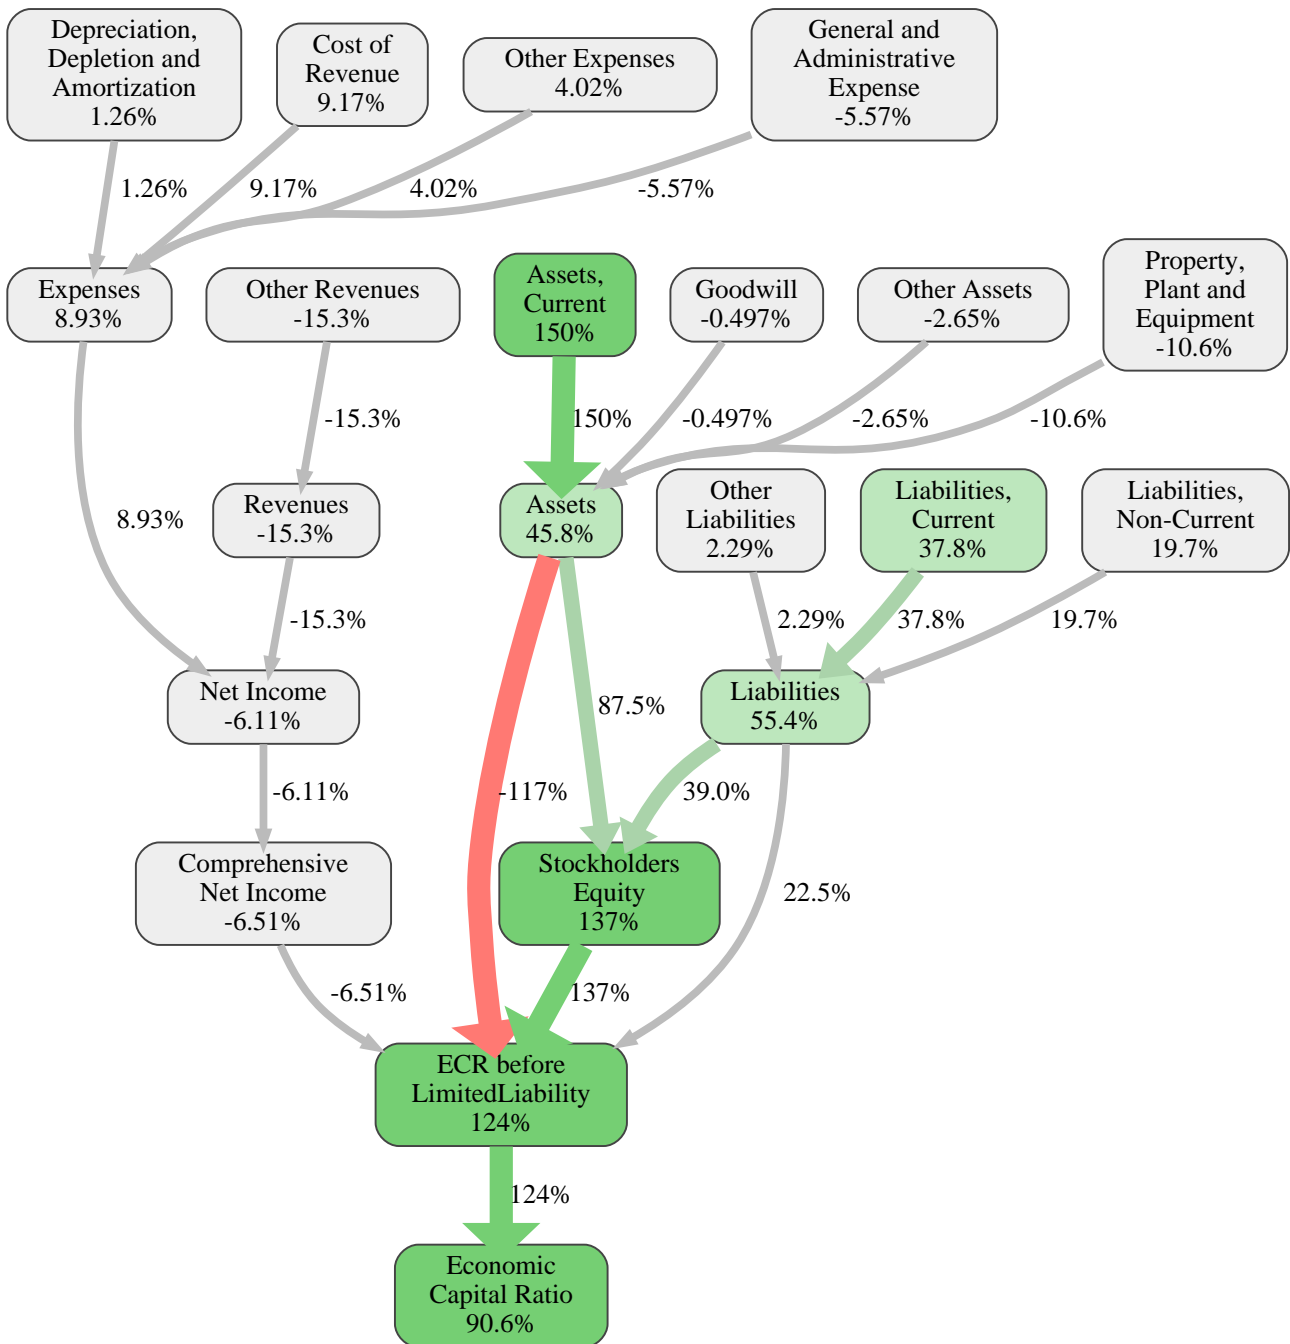 Depreciation,
Depletion and
Amortization
1.26%
Cost of
Revenue
9.17%
Other Expenses
4.02%
General and
Administrative
Expense
-5.57%
1.26%
9.17%
4.02%
-5.57%
Expenses
8.93%
Other Revenues
-15.3%
Assets,
Current
150%
Goodwill
-0.497%
Other Assets
-2.65%
Property,
Plant and
Equipment
-10.6%
-15.3%
150%
-0.497%
-2.65%
-10.6%
Revenues
-15.3%
Assets
45.8%
Other
Liabilities
2.29%
Liabilities,
Current
37.8%
Liabilities,
Non-Current
19.7%
8.93%
-15.3%
2.29%
37.8%
19.7%
Net Income
-6.11%
Liabilities
55.4%
87.5%
-6.11%
-117%
39.0%
Comprehensive
Net Income
-6.51%
Stockholders
Equity
137%
22.5%
-6.51%
137%
ECR before
LimitedLiability
124%
124%
Economic
Capital Ratio
90.6%